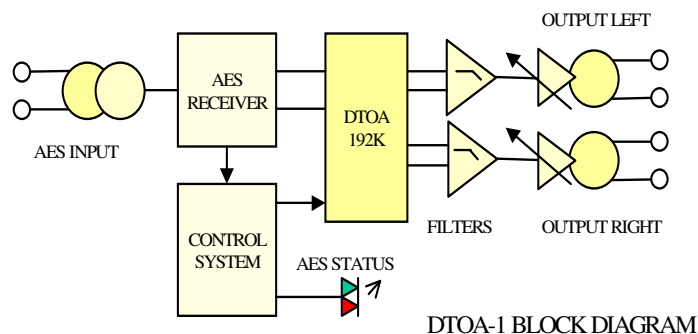 OUTPUT LEFT
AES
RECEIVER
DTOA
192K
AES INPUT
CONTROL
SYSTEM
AES STATUS
FILTERS
OUTPUT RIGHT
DTOA-1 BLOCK DIAGRAM